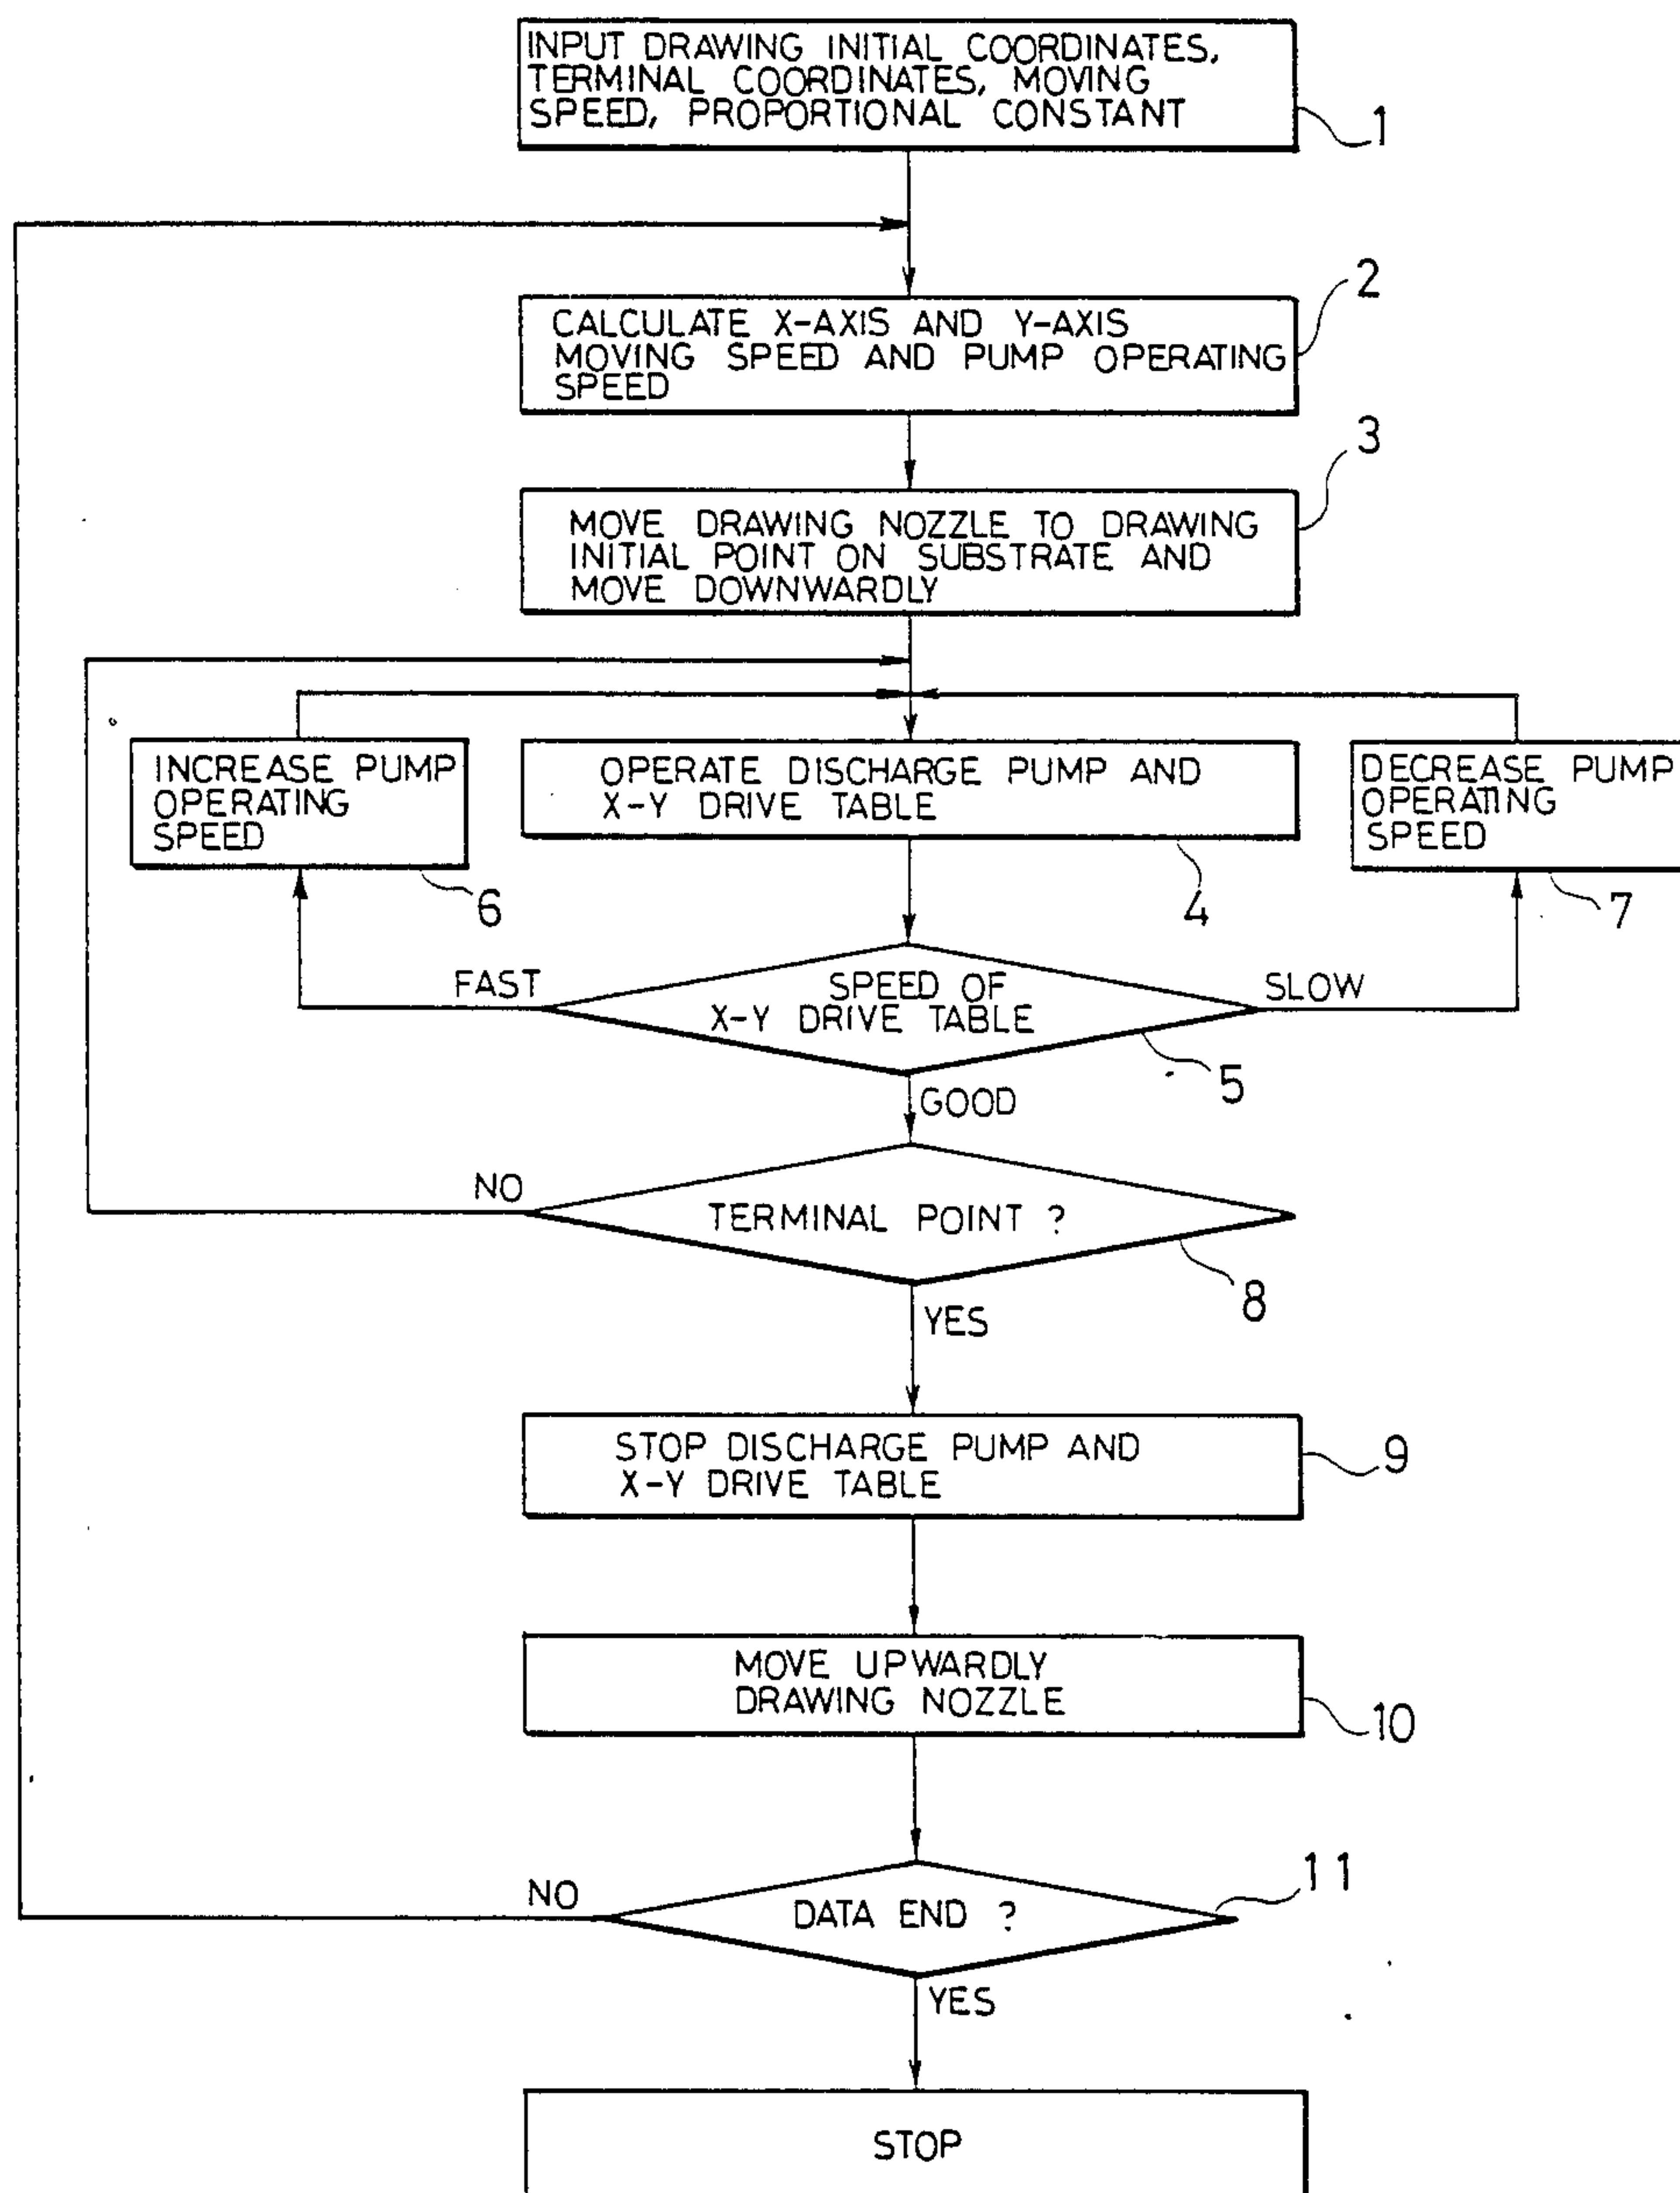 INPUT DRAWING INITIAL COORDINATES,
TERMINAL COORDINATES, MOVING
SPEED, PROPORTIONAL CONSTANT
1
CALCULATE X-AXIS AND Y-AXIS
MOVING SPEED AND PUMP OPERATING
SPEED
2
MOVE DRAWING NOZZLE TO DRAWING
INITIAL POINT ON SUBSTRATE AND
MOVE DOWNWARDLY
3
INCREASE PUMP
OPERATING
SPEED
6
OPERATE DISCHARGE PUMP AND
X-Y DRIVE TABLE
4
DECREASE PUMP
OPERATING
SPEED
7
FAST
SPEED OF
X-Y DRIVE TABLE
SLOW
5
GOOD
NO
TERMINAL POINT ?
8
YES
STOP DISCHARGE PUMP AND
X-Y DRIVE TABLE
9
MOVE UPWARDLY
DRAWING NOZZLE
10
NO
DATA END ?
11
YES
STOP